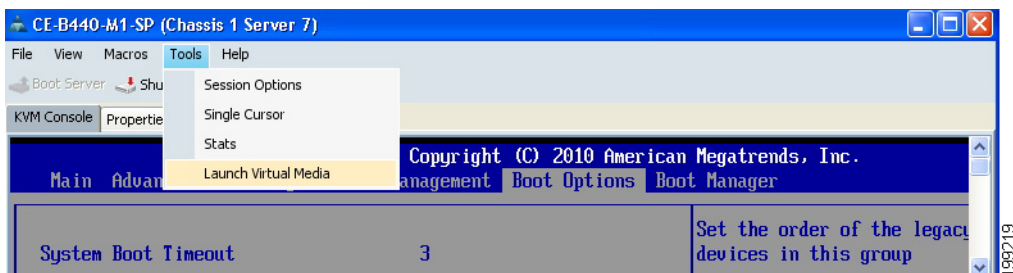 CE-B440-M1-SP (Chassis 1 Server 7)
File View Macros Tools Help
Boot Server Shu
Session Options
KVM Console Propertie
Single Cursor
Stats
Copyright (C) 2010 American Megatrends, Inc.
Launch Virtual Media
Main Advan anagement Boot Options Boot Manager
Set the order of the legacy
System Boot Timeout 3 devices in this group
199219